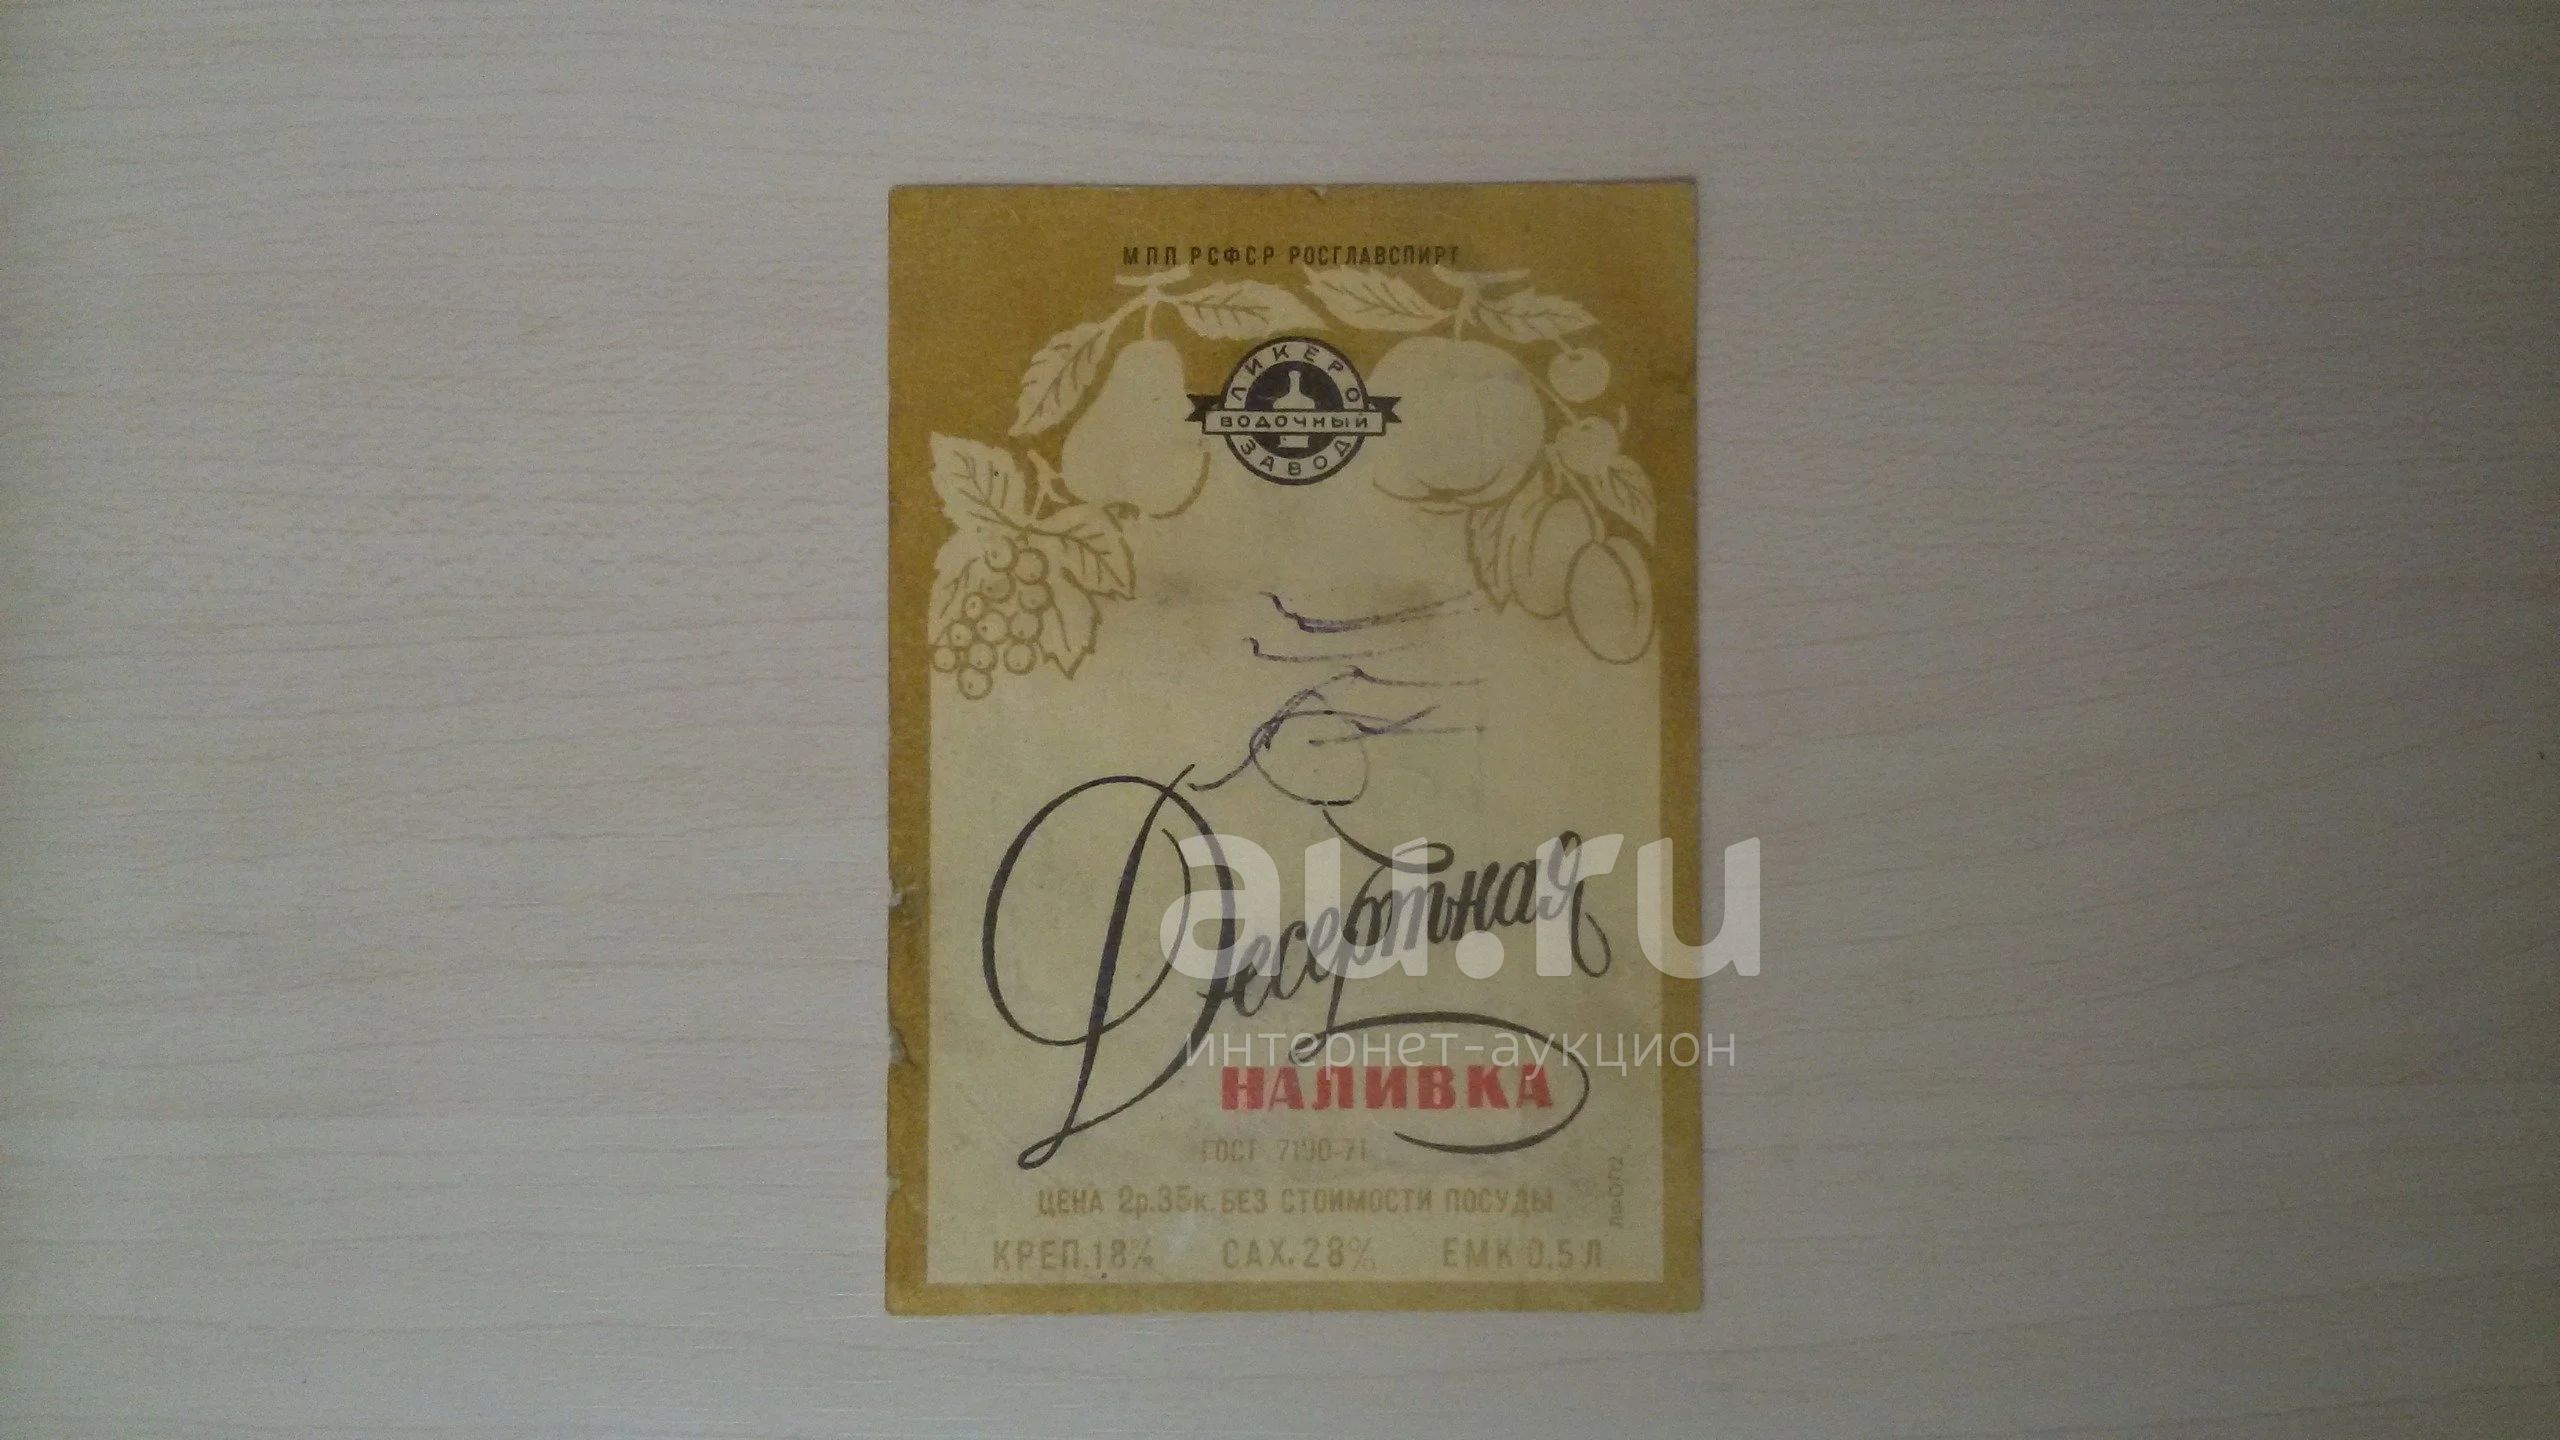 МПП РСФСР РОСГЛАВСПИРТ
ЛИКЕРО
ВОДОЧНЫЙ
ЗАВОД
Десертная
au.ru
интернет-аукцион
НАЛИВКА
ГОСТ 7190-71
ЦЕНА 2р.35к. БЕЗ СТОИМОСТИ ПОСУДЫ
КРЕП.18% САХ.28% ЕМК 0,5Л